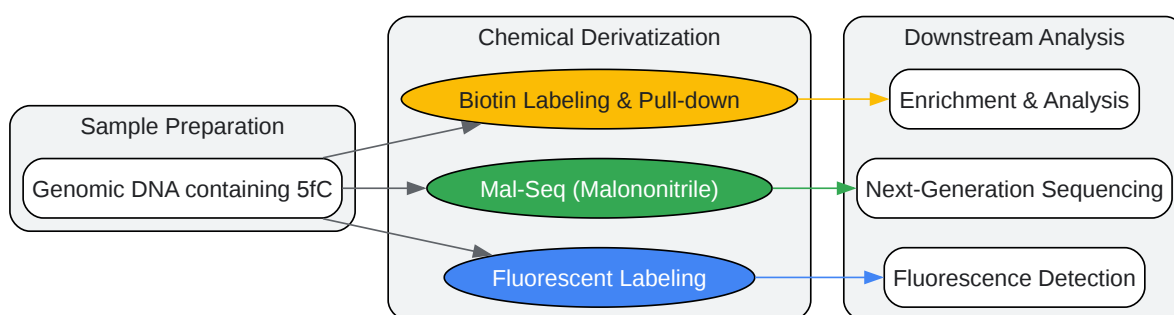 Sample Preparation
Genomic DNA containing 5fC
Chemical Derivatization
Biotin Labeling & Pull-down
Mal-Seq (Malononitrile)
Fluorescent Labeling
Downstream Analysis
Enrichment & Analysis
Next-Generation Sequencing
Fluorescence Detection